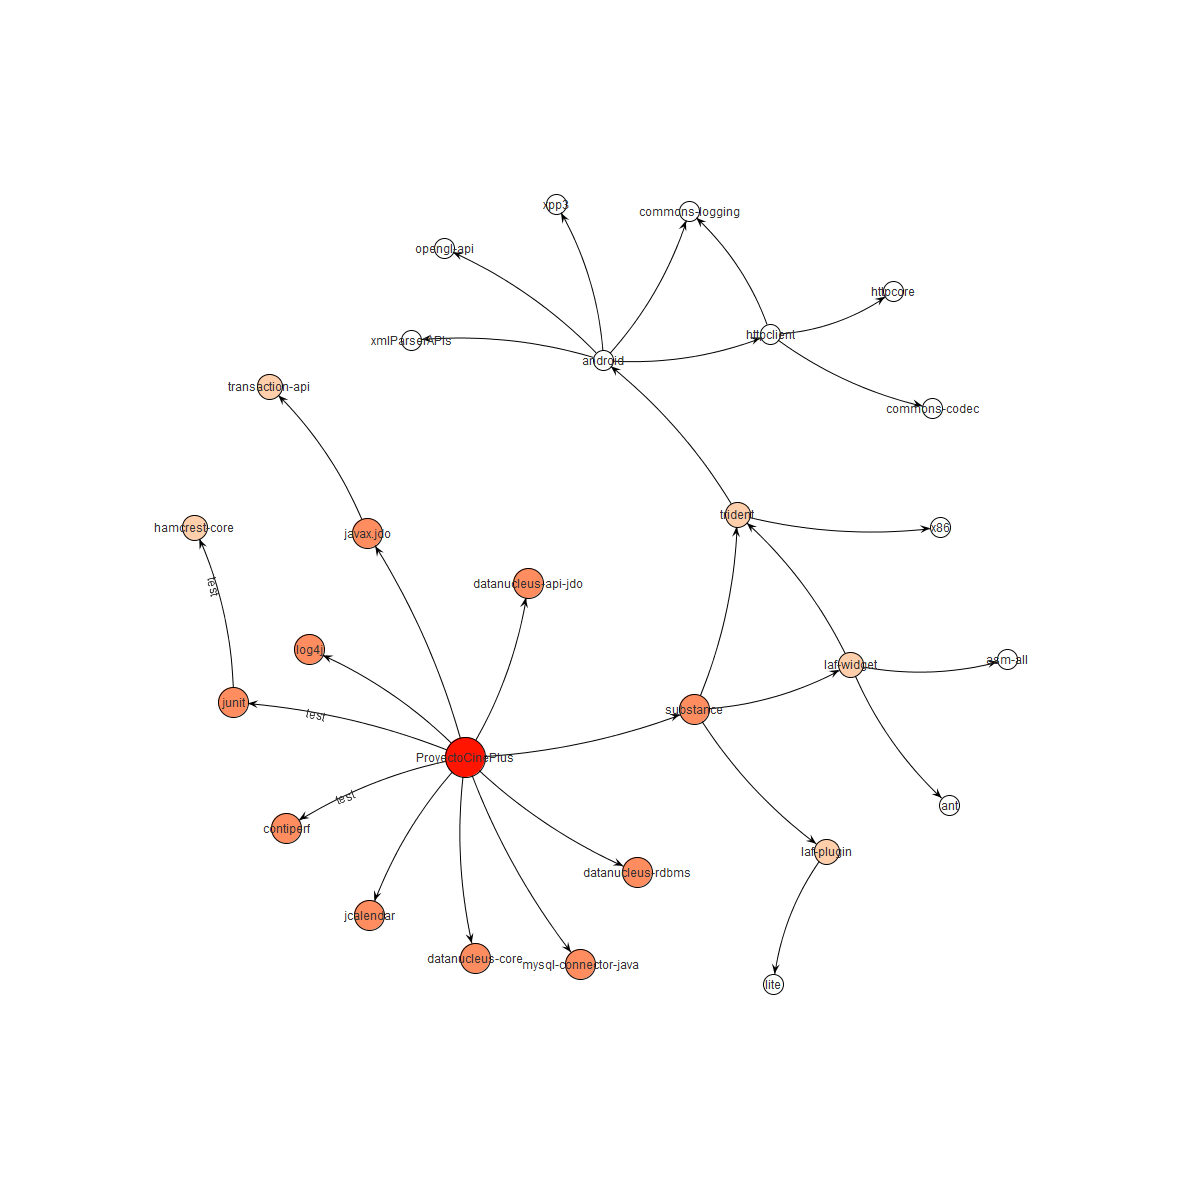 xpp3
commons-logging
opengl-api
httpcore
httpclient
xmlParserAPIs
android
transaction-api
commons-codec
trident
hamcrest-core
x86
javax.jdo
datanucleus-api-jdo
test
log4j
asm-all
laf-widget
junit
substance
test
ProyectoCinePlus
test
ant
contiperf
laf-plugin
datanucleus-rdbms
jcalendar
datanucleus-core
mysql-connector-java
lite